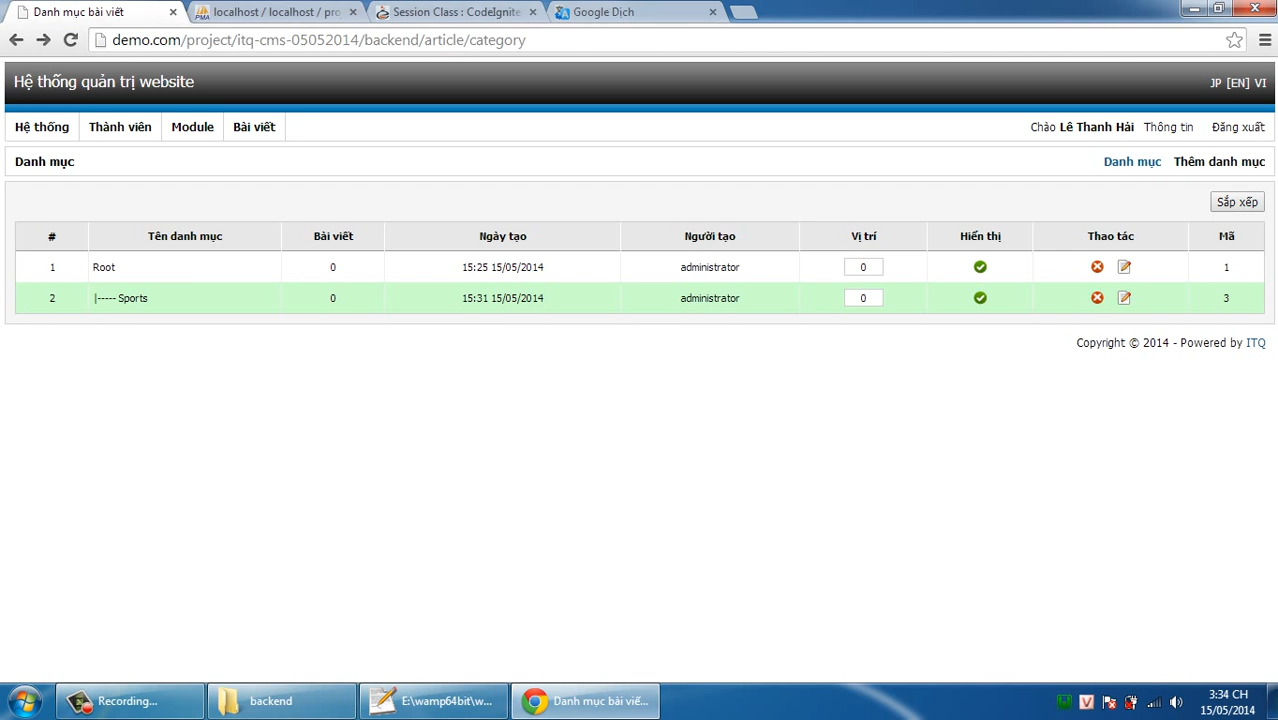 Danh mục bài viết
localhost / localhost / pro
Session Class : CodeIgnite
Google Dịch
demo.com/project/itq-cms-05052014/backend/article/category
Hệ thống quản trị website
JP [EN] VI
Hệ thống Thành viên Module Bài viết
Chào Lê Thanh Hải Thông tin Đăng xuất
Danh mục
Danh mục Thêm danh mục
Sắp xếp
# Tên danh mục Bài viết Ngày tạo Người tạo Vị trí Hiển thị Thao tác Mã
1 Root 0 15:25 15/05/2014 administrator 0 1
2 |----- Sports 0 15:31 15/05/2014 administrator 0 3
Copyright © 2014 - Powered by ITQ
Recording...
backend
E:\wamp64bit\w...
Danh mục bài viế...
3:34 CH
15/05/2014